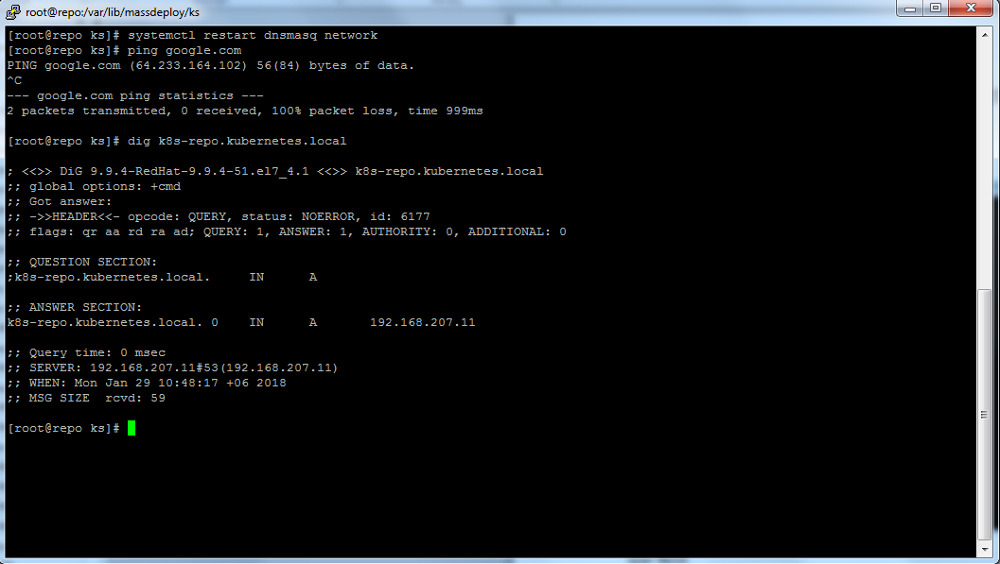 root@repo:/var/lib/massdeploy/ks
[root@repo ks]# systemctl restart dnsmasq network
[root@repo ks]# ping google.com
PING google.com (64.233.164.102) 56(84) bytes of data.
^C
--- google.com ping statistics ---
2 packets transmitted, 0 received, 100% packet loss, time 999ms
[root@repo ks]# dig k8s-repo.kubernetes.local
; <<>> DiG 9.9.4-RedHat-9.9.4-51.el7_4.1 <<>> k8s-repo.kubernetes.local
;; global options: +cmd
;; Got answer:
;; ->>HEADER<<- opcode: QUERY, status: NOERROR, id: 6177
;; flags: qr aa rd ra ad; QUERY: 1, ANSWER: 1, AUTHORITY: 0, ADDITIONAL: 0
;; QUESTION SECTION:
;k8s-repo.kubernetes.local. IN A
;; ANSWER SECTION:
k8s-repo.kubernetes.local. 0 IN A 192.168.207.11
;; Query time: 0 msec
;; SERVER: 192.168.207.11#53(192.168.207.11)
;; WHEN: Mon Jan 29 10:48:17 +06 2018
;; MSG SIZE rcvd: 59
[root@repo ks]#